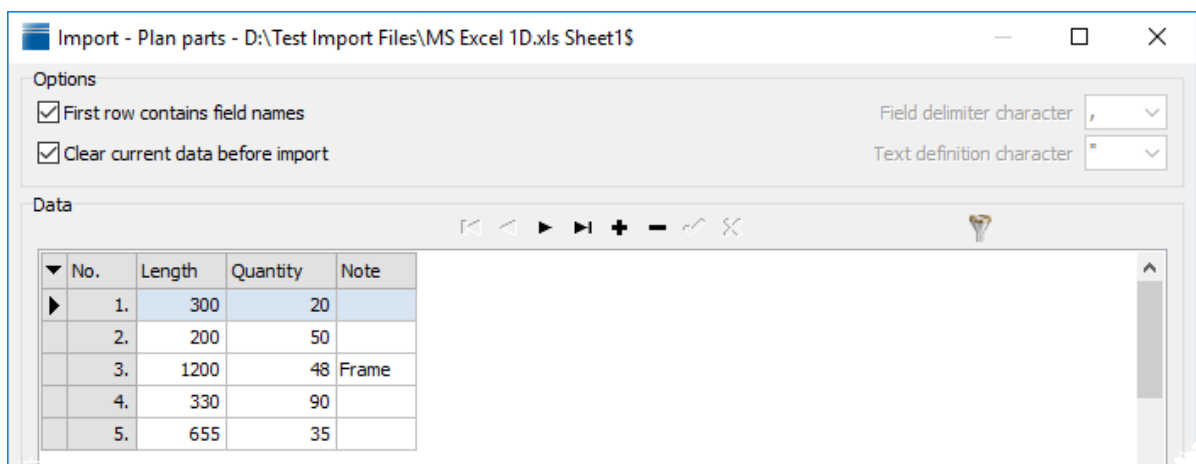 Import - Plan parts - D:\Test Import Files\MS Excel 1D.xls Sheet1$
Options
First row contains field names
Field delimiter character ,
Clear current data before import
Text definition character "
Data
No. Length Quantity Note
1. 300 20
2. 200 50
3. 1200 48 Frame
4. 330 90
5. 655 35